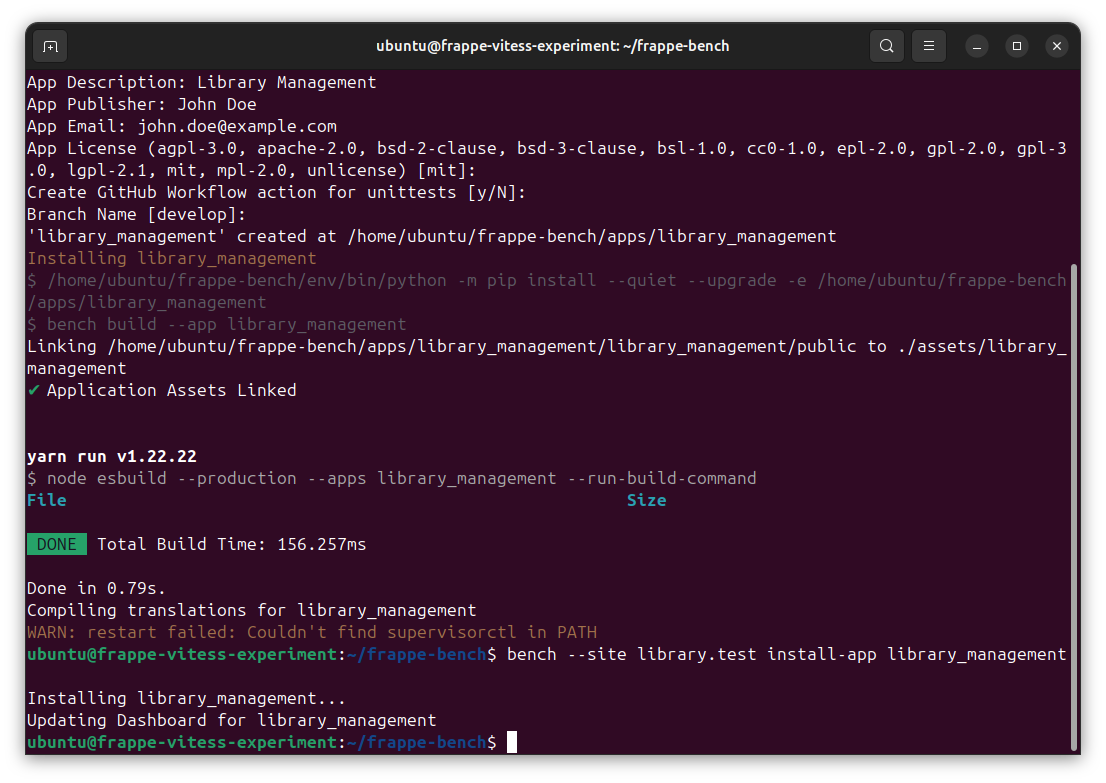 ubuntu@frappe-vitess-experiment: ~/frappe-bench
App Description: Library Management
App Publisher: John Doe
App Email: john.doe@example.com
App License (agpl-3.0, apache-2.0, bsd-2-clause, bsd-3-clause, bsl-1.0, cc0-1.0, epl-2.0, gpl-2.0, gpl-3
.0, lgpl-2.1, mit, mpl-2.0, unlicense) [mit]:
Create GitHub Workflow action for unittests [y/N]:
Branch Name [develop]:
'library_management' created at /home/ubuntu/frappe-bench/apps/library_management
Installing library_management
$ /home/ubuntu/frappe-bench/env/bin/python -m pip install --quiet --upgrade -e /home/ubuntu/frappe-bench
/apps/library_management
$ bench build --app library_management
Linking /home/ubuntu/frappe-bench/apps/library_management/library_management/public to ./assets/library_
management
✔ Application Assets Linked
yarn run v1.22.22
$ node esbuild --production --apps library_management --run-build-command
File Size
DONE Total Build Time: 156.257ms
Done in 0.79s.
Compiling translations for library_management
WARN: restart failed: Couldn't find supervisorctl in PATH
ubuntu@frappe-vitess-experiment:~/frappe-bench$ bench --site library.test install-app library_management
Installing library_management...
Updating Dashboard for library_management
ubuntu@frappe-vitess-experiment:~/frappe-bench$